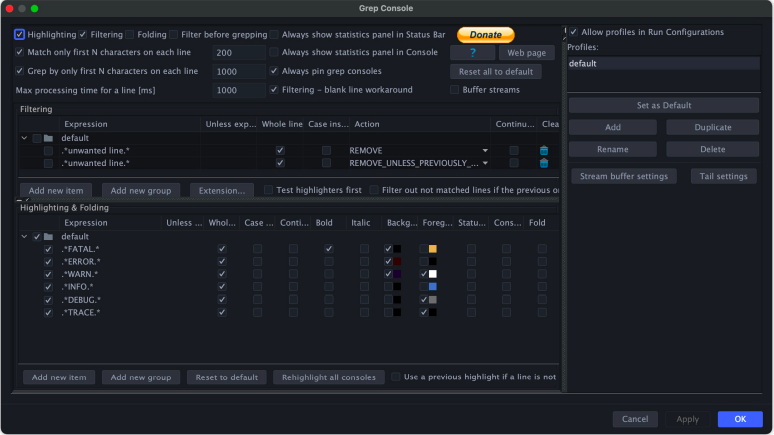 Grep Console
Highlighting Filtering Folding Filter before grepping Always show statistics panel in Status Bar Donate
Match only first N characters on each line 200 Always show statistics panel in Console ? Web page
Grep by only first N characters on each line 1000 Always pin grep consoles Reset all to default
Max processing time for a line [ms] 1000 Filtering - blank line workaround Buffer streams
Filtering
Expression Unless exp... Whole line Case ins... Action Continu... Clea
default
.*unwanted line.* REMOVE
.*unwanted line.* REMOVE_UNLESS_PREVIOUSLY_...
Add new item Add new group Extension... Test highlighters first Filter out not matched lines if the previous or
Highlighting & Folding
Expression Unless ... Whol... Case ... Conti... Bold Italic Backg... Foreg... Statu... Cons... Fold
default
.*FATAL.*
.*ERROR.*
.*WARN.*
.*INFO.*
.*DEBUG.*
.*TRACE.*
Add new item Add new group Reset to default Rehighlight all consoles Use a previous highlight if a line is not
Allow profiles in Run Configurations
Profiles:
default
Set as Default
Add Duplicate
Rename Delete
Stream buffer settings Tail settings
Cancel Apply OK